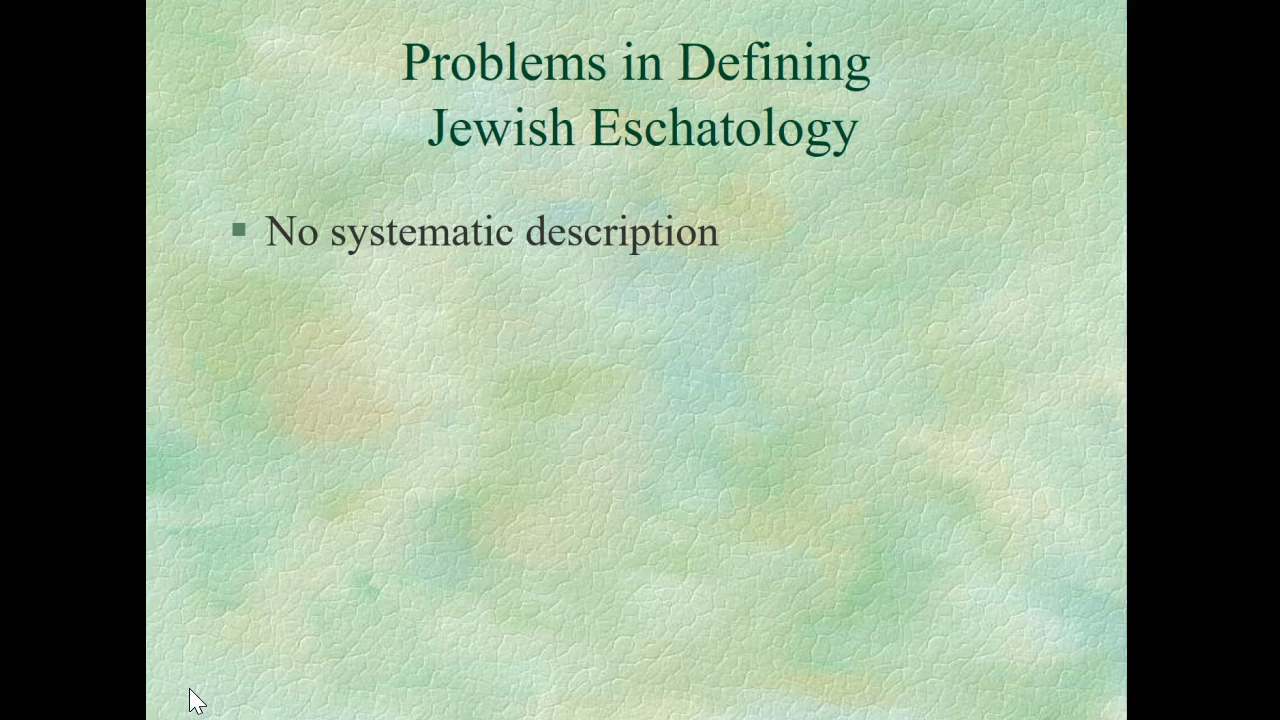 Problems in Defining
Jewish Eschatology
No systematic description